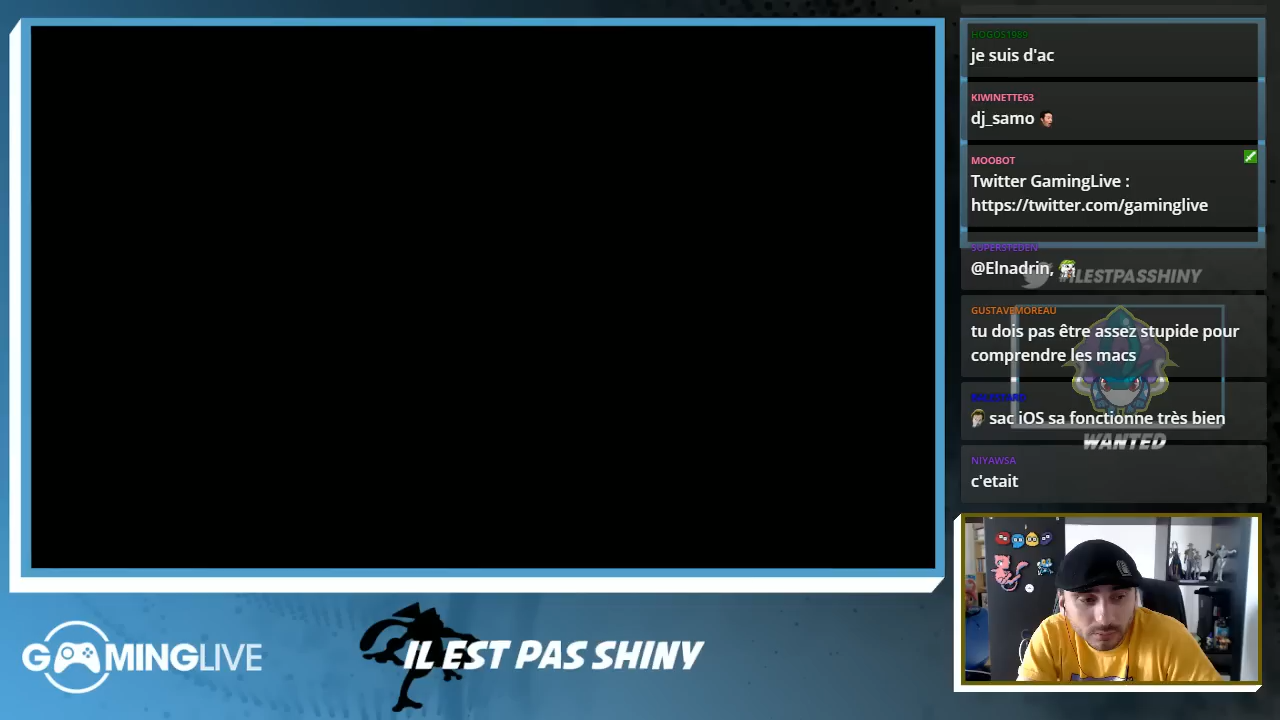 HOGOS1989
je suis d'ac
KIWINETTE63
dj_samo
MOOBOT
Twitter GamingLive :
https://twitter.com/gaminglive
SUPERSTEDEN
@Elnadrin,
#ILESTPASSHINY
GUSTAVEMOREAU
tu dois pas être assez stupide pour
comprendre les macs
sac iOS sa fonctionne très bien
WANTED
NIYAWSA
c'etait
GAMINGLIVE
IL EST PAS SHINY